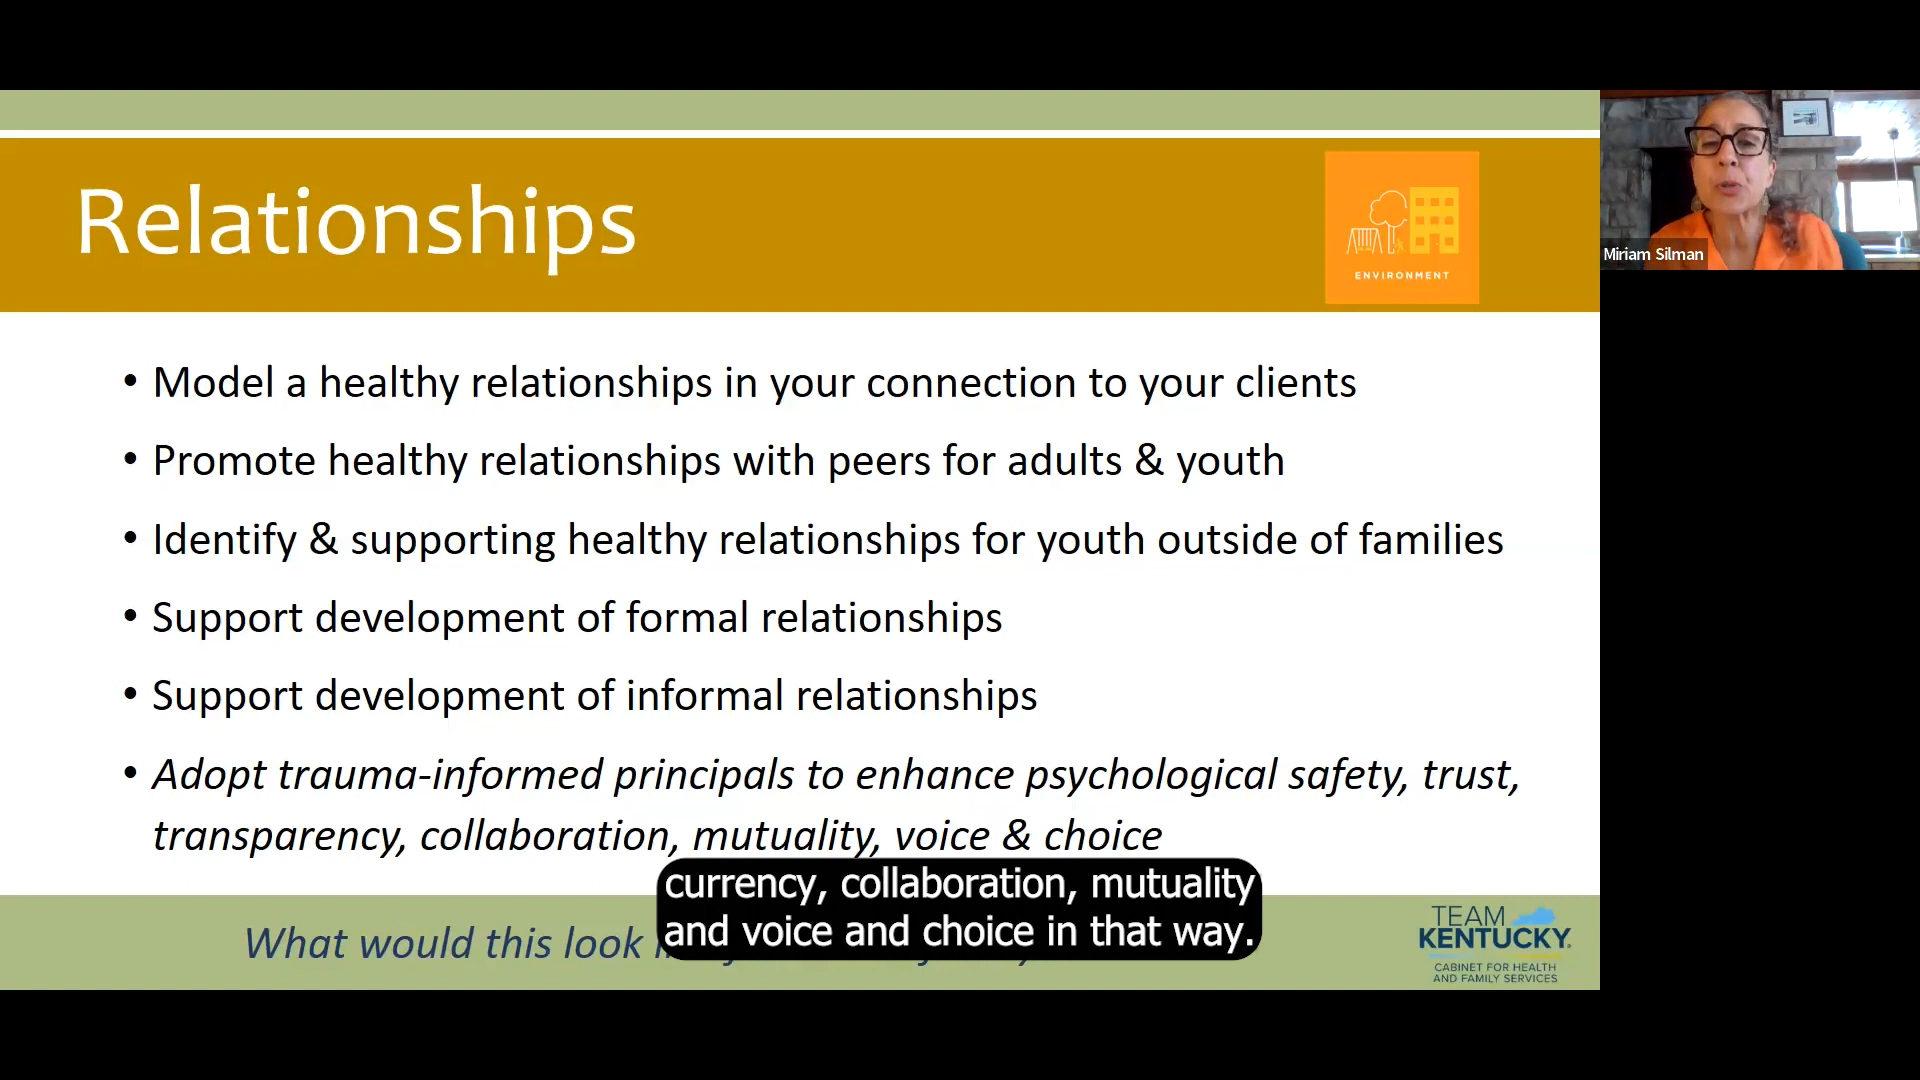 Relationships
ENVIRONMENT
Miriam Silman
• Model a healthy relationships in your connection to your clients
• Promote healthy relationships with peers for adults & youth
• Identify & supporting healthy relationships for youth outside of families
• Support development of formal relationships
• Support development of informal relationships
• Adopt trauma-informed principals to enhance psychological safety, trust,
transparency, collaboration, mutuality, voice & choice
currency, collaboration, mutuality
and voice and choice in that way.
What would this look
TEAM
KENTUCKY
CABINET FOR HEALTH
AND FAMILY SERVICES